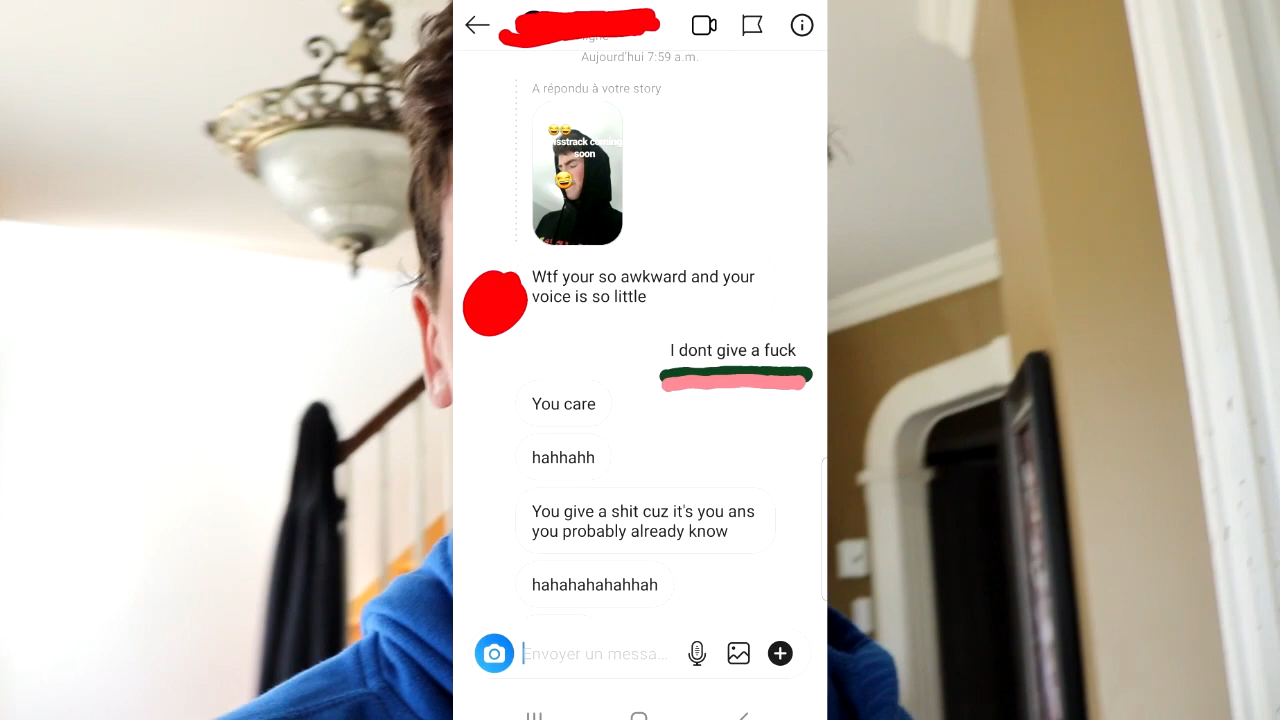 Aujourd'hui 7:59 a.m.
A répondu à votre story
coming
soon
Wtf your so awkward and your
voice is so little
I dont give a fuck
You care
hahhahh
You give a shit cuz it's you ans
you probably already know
hahahahahahhah
Envoyer un messa...